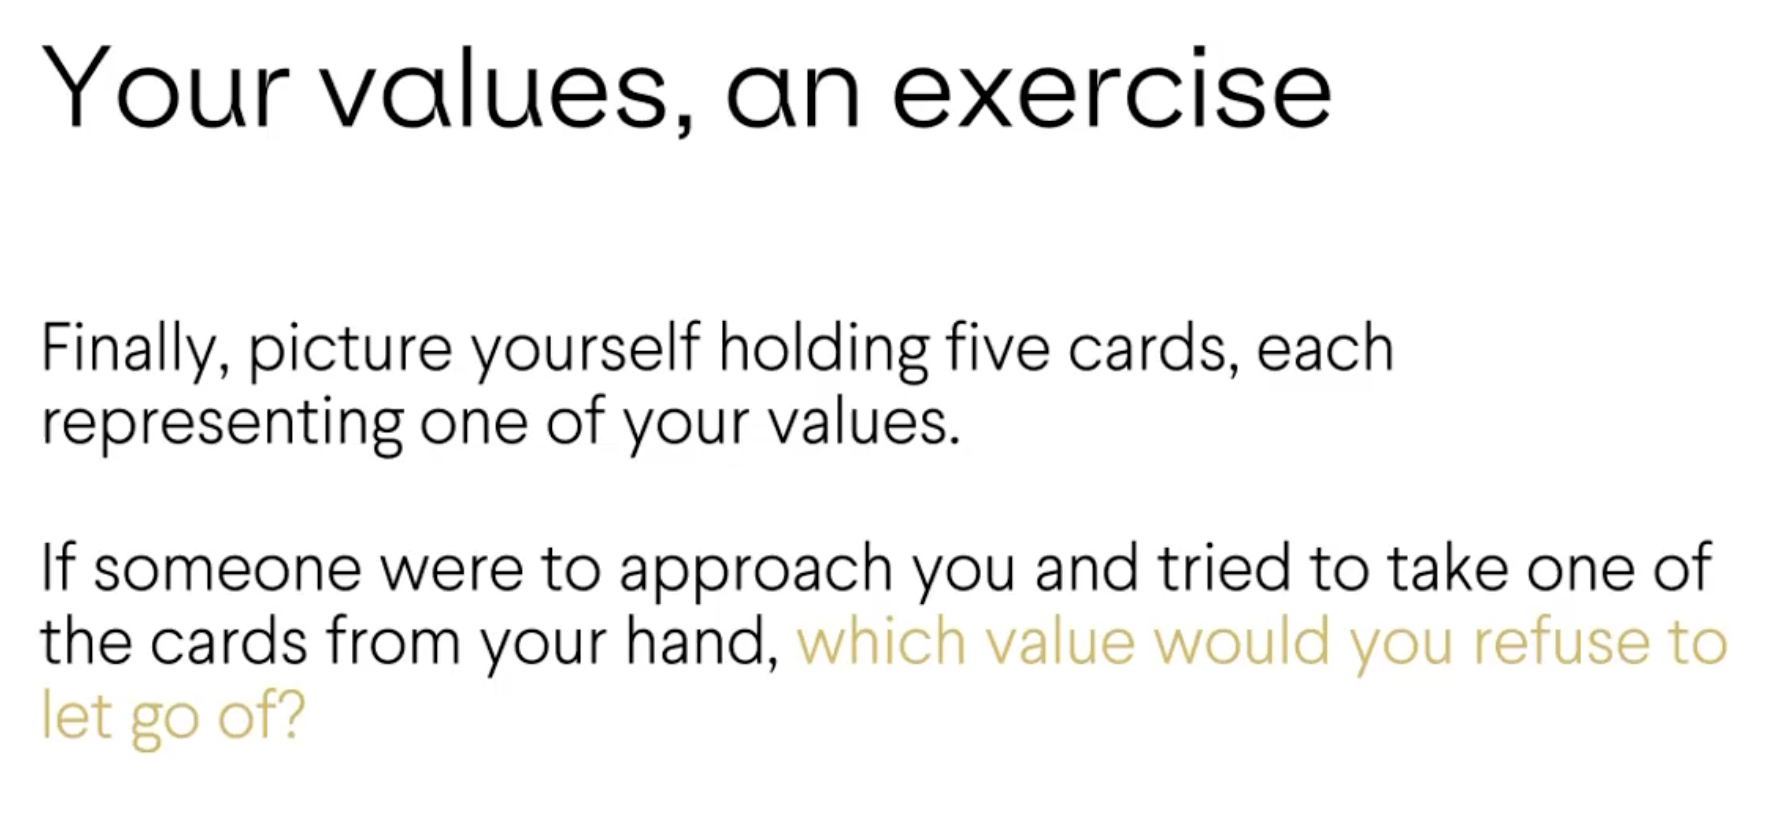 Your values, an exercise
Finally, picture yourself holding five cards, each
representing one of your values.
If someone were to approach you and tried to take one of
the cards from your hand, which value would you refuse to
let go of?